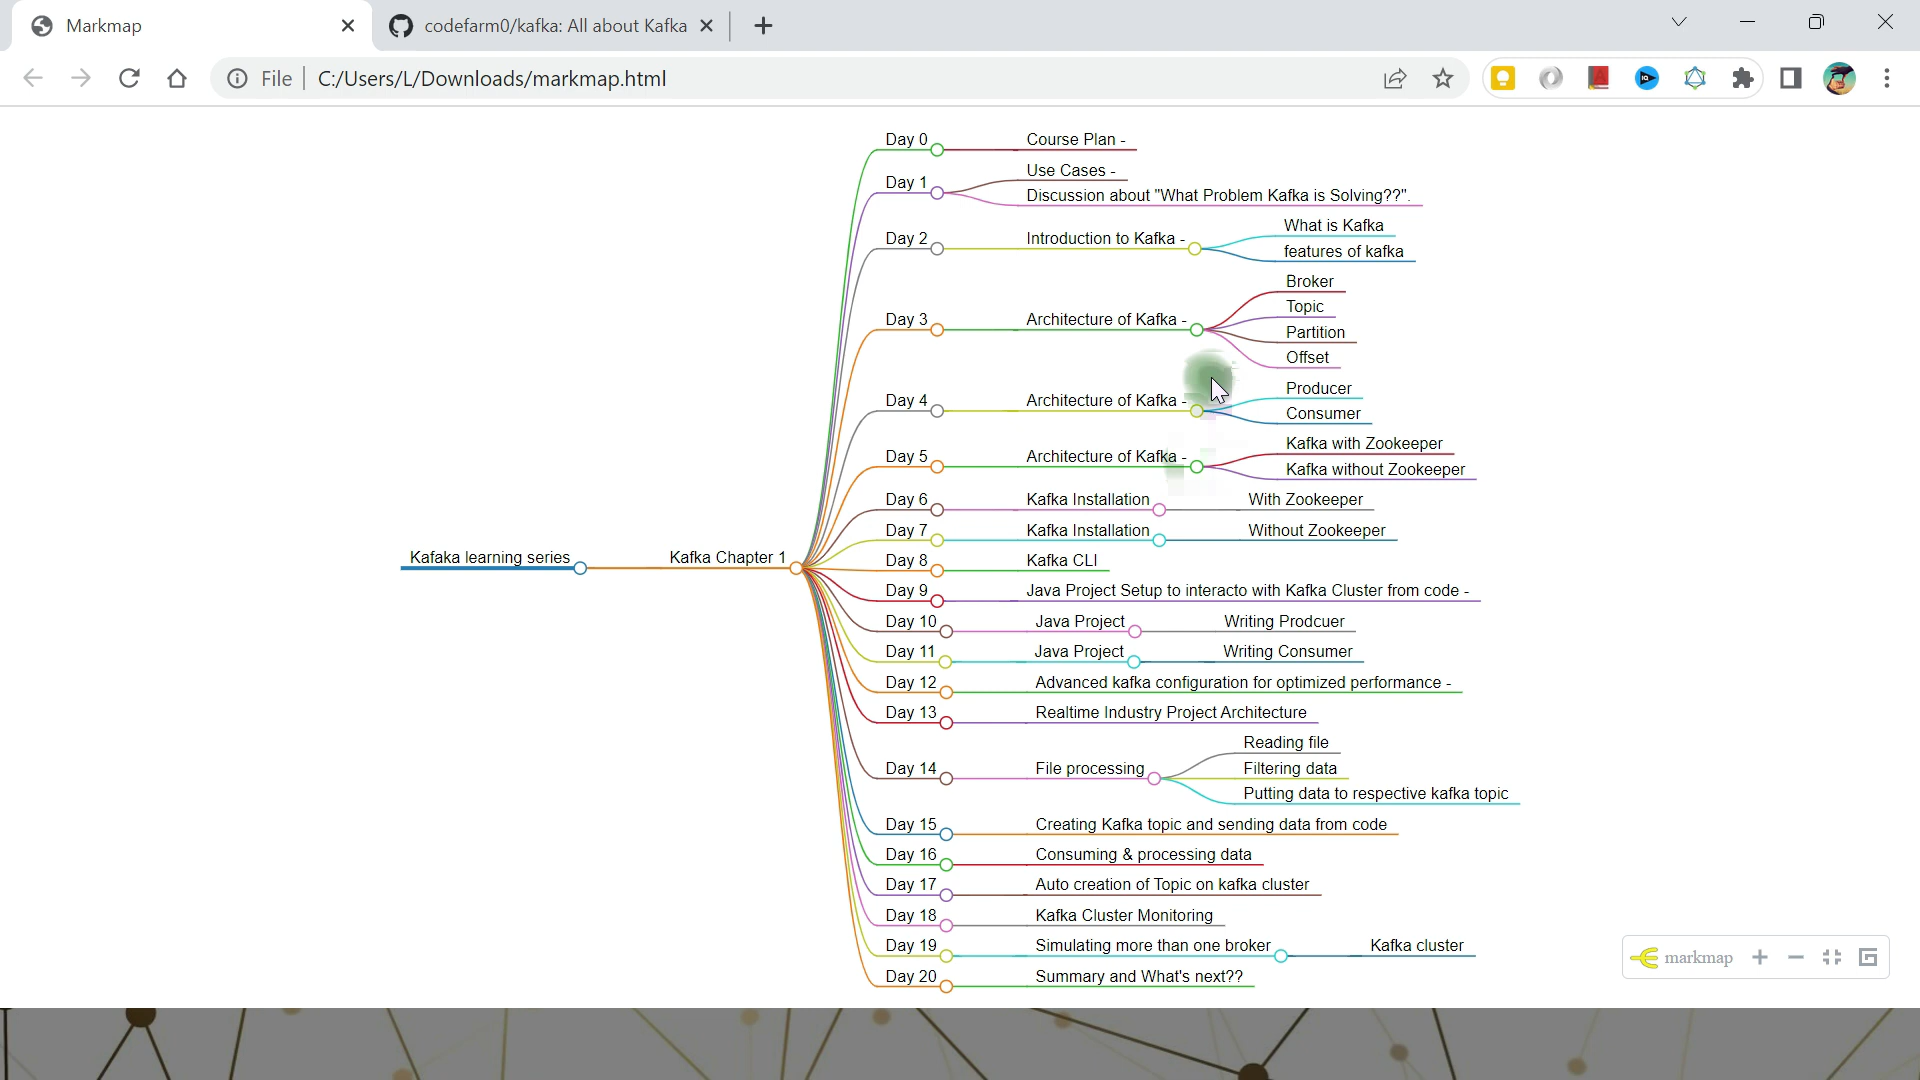 Markmap
codefarm0/kafka: All about Kafka
File
C:/Users/L/Downloads/markmap.html
Kafaka learning series
Kafka Chapter 1
Day 0
Course Plan -
Day 1
Use Cases -
Discussion about "What Problem Kafka is Solving??".
Day 2
Introduction to Kafka -
What is Kafka
features of kafka
Day 3
Architecture of Kafka -
Broker
Topic
Partition
Offset
Day 4
Architecture of Kafka -
Producer
Consumer
Day 5
Architecture of Kafka -
Kafka with Zookeeper
Kafka without Zookeeper
Day 6
Kafka Installation
With Zookeeper
Day 7
Kafka Installation
Without Zookeeper
Day 8
Kafka CLI
Day 9
Java Project Setup to interacto with Kafka Cluster from code -
Day 10
Java Project
Writing Prodcuer
Day 11
Java Project
Writing Consumer
Day 12
Advanced kafka configuration for optimized performance -
Day 13
Realtime Industry Project Architecture
Day 14
File processing
Reading file
Filtering data
Putting data to respective kafka topic
Day 15
Creating Kafka topic and sending data from code
Day 16
Consuming & processing data
Day 17
Auto creation of Topic on kafka cluster
Day 18
Kafka Cluster Monitoring
Day 19
Simulating more than one broker
Kafka cluster
Day 20
Summary and What's next??
markmap